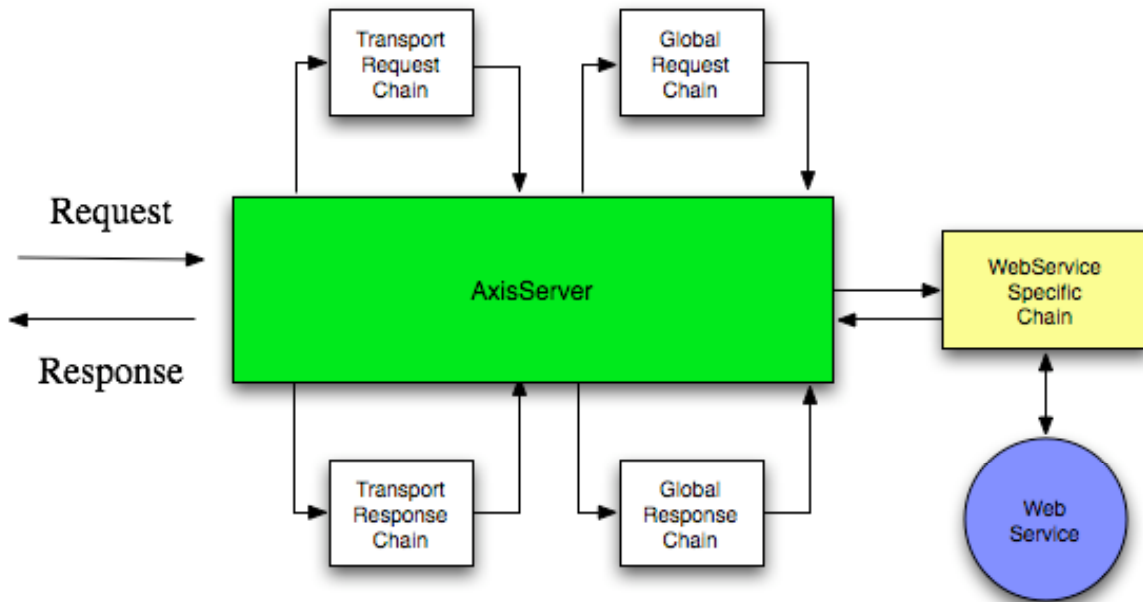 Transport
Request
Chain
Global
Request
Chain
Request
AxisServer
WebService
Specific
Chain
Response
Transport
Response
Chain
Global
Response
Chain
Web
Service